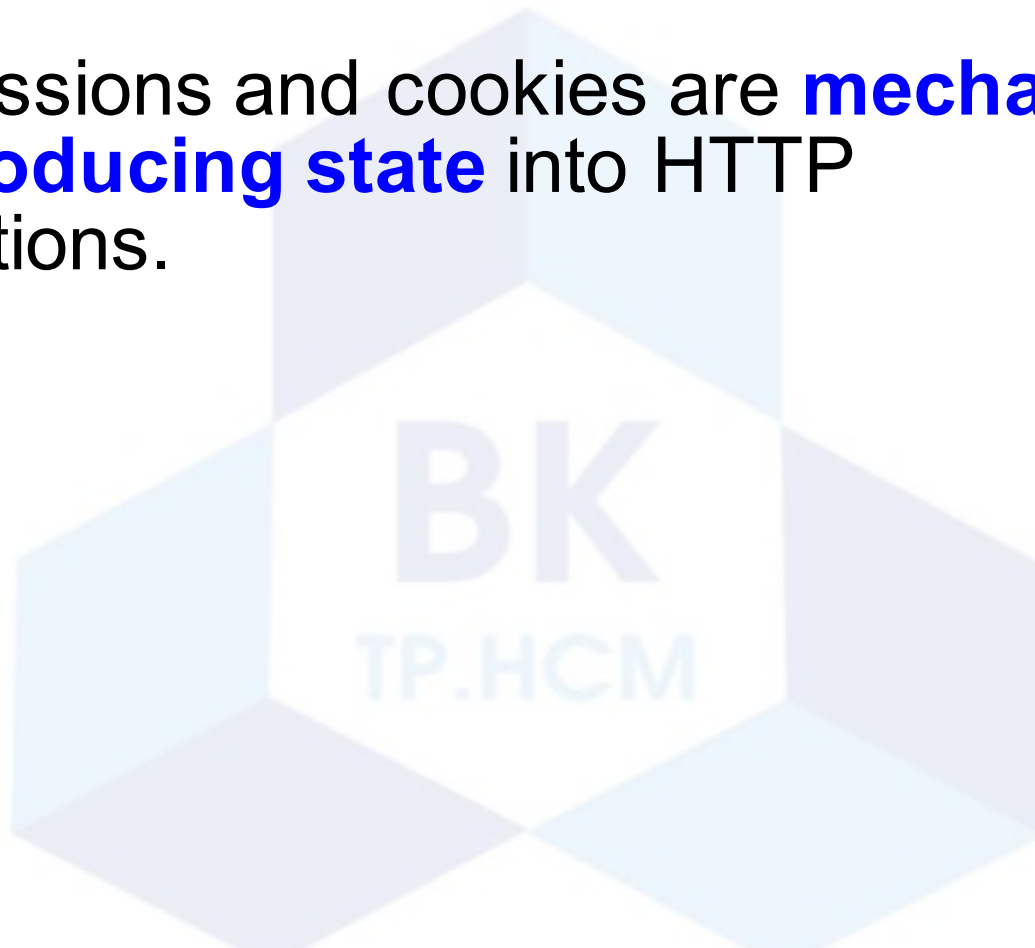 ssions and cookies are mecha
oducing state into HTTP
tions.
BK
TP.HCM